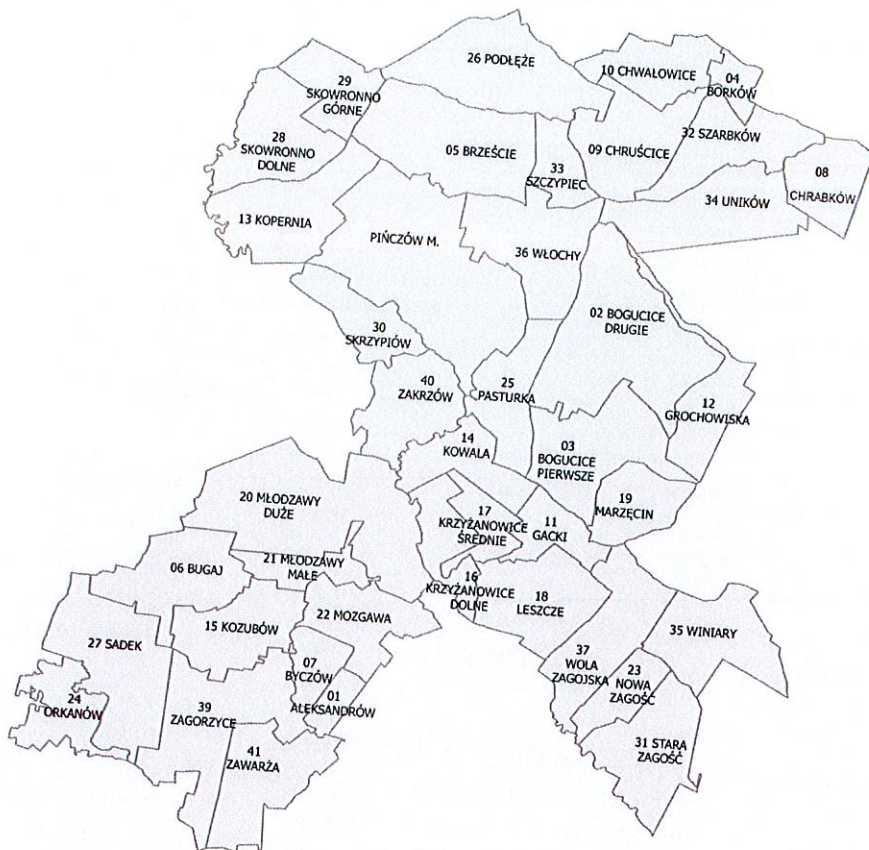 26 PODŁĘŻE
10 CHWAŁOWICE
04
BORKÓW
29
SKOWRONNO
GÓRNE
28
SKOWRONNO
DOLNE
05 BRZEŚCIE
33
SZCZYPIEC
09 CHRUŚCICE
32 SZARBKÓW
08
CHRABKÓW
34 UNIKÓW
13 KOPERNIA
PIŃCZÓW M.
36 WŁOCHY
02 BOGUCICE
DRUGIE
30
SKRZYPIÓW
40
ZAKRZÓW
25
PASTURKA
12
GROCHOWISKA
14
KOWALA
03
BOGUCICE
PIERWSZE
19
MARZĘCIN
20 MŁODZAWY
DUŻE
17
KRZYŻANOWICE
ŚREDNIE
11
GACKI
21 MŁODZAWY
MAŁE
06 BUGAJ
16
KRZYŻANOWICE
DOLNE
18
LESZCZE
22 MOZGAWA
15 KOZUBÓW
35 WINIARY
27 SADEK
07
BYCZÓW
37
WOLA
ZAGOJSKA
23
NOWA
ZAGOŚĆ
01
ALEKSANDRÓW
24
ORKANÓW
39
ZAGORZYCE
31 STARA
ZAGOŚĆ
41
ZAWARŻA